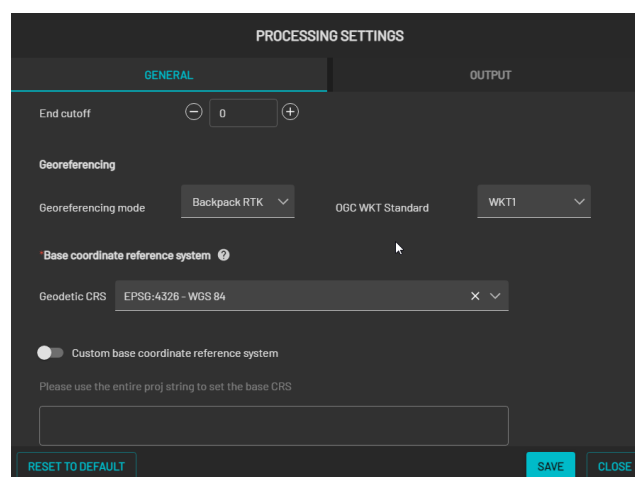 PROCESSING SETTINGS
GENERAL
OUTPUT
End cutoff
0
Georeferencing
Georeferencing mode
Backpack RTK
OGC WKT Standard
WKT1
*Base coordinate reference system ?
Geodetic CRS
EPSG:4326 - WGS 84
Custom base coordinate reference system
Please use the entire proj string to set the base CRS
RESET TO DEFAULT
SAVE
CLOSE